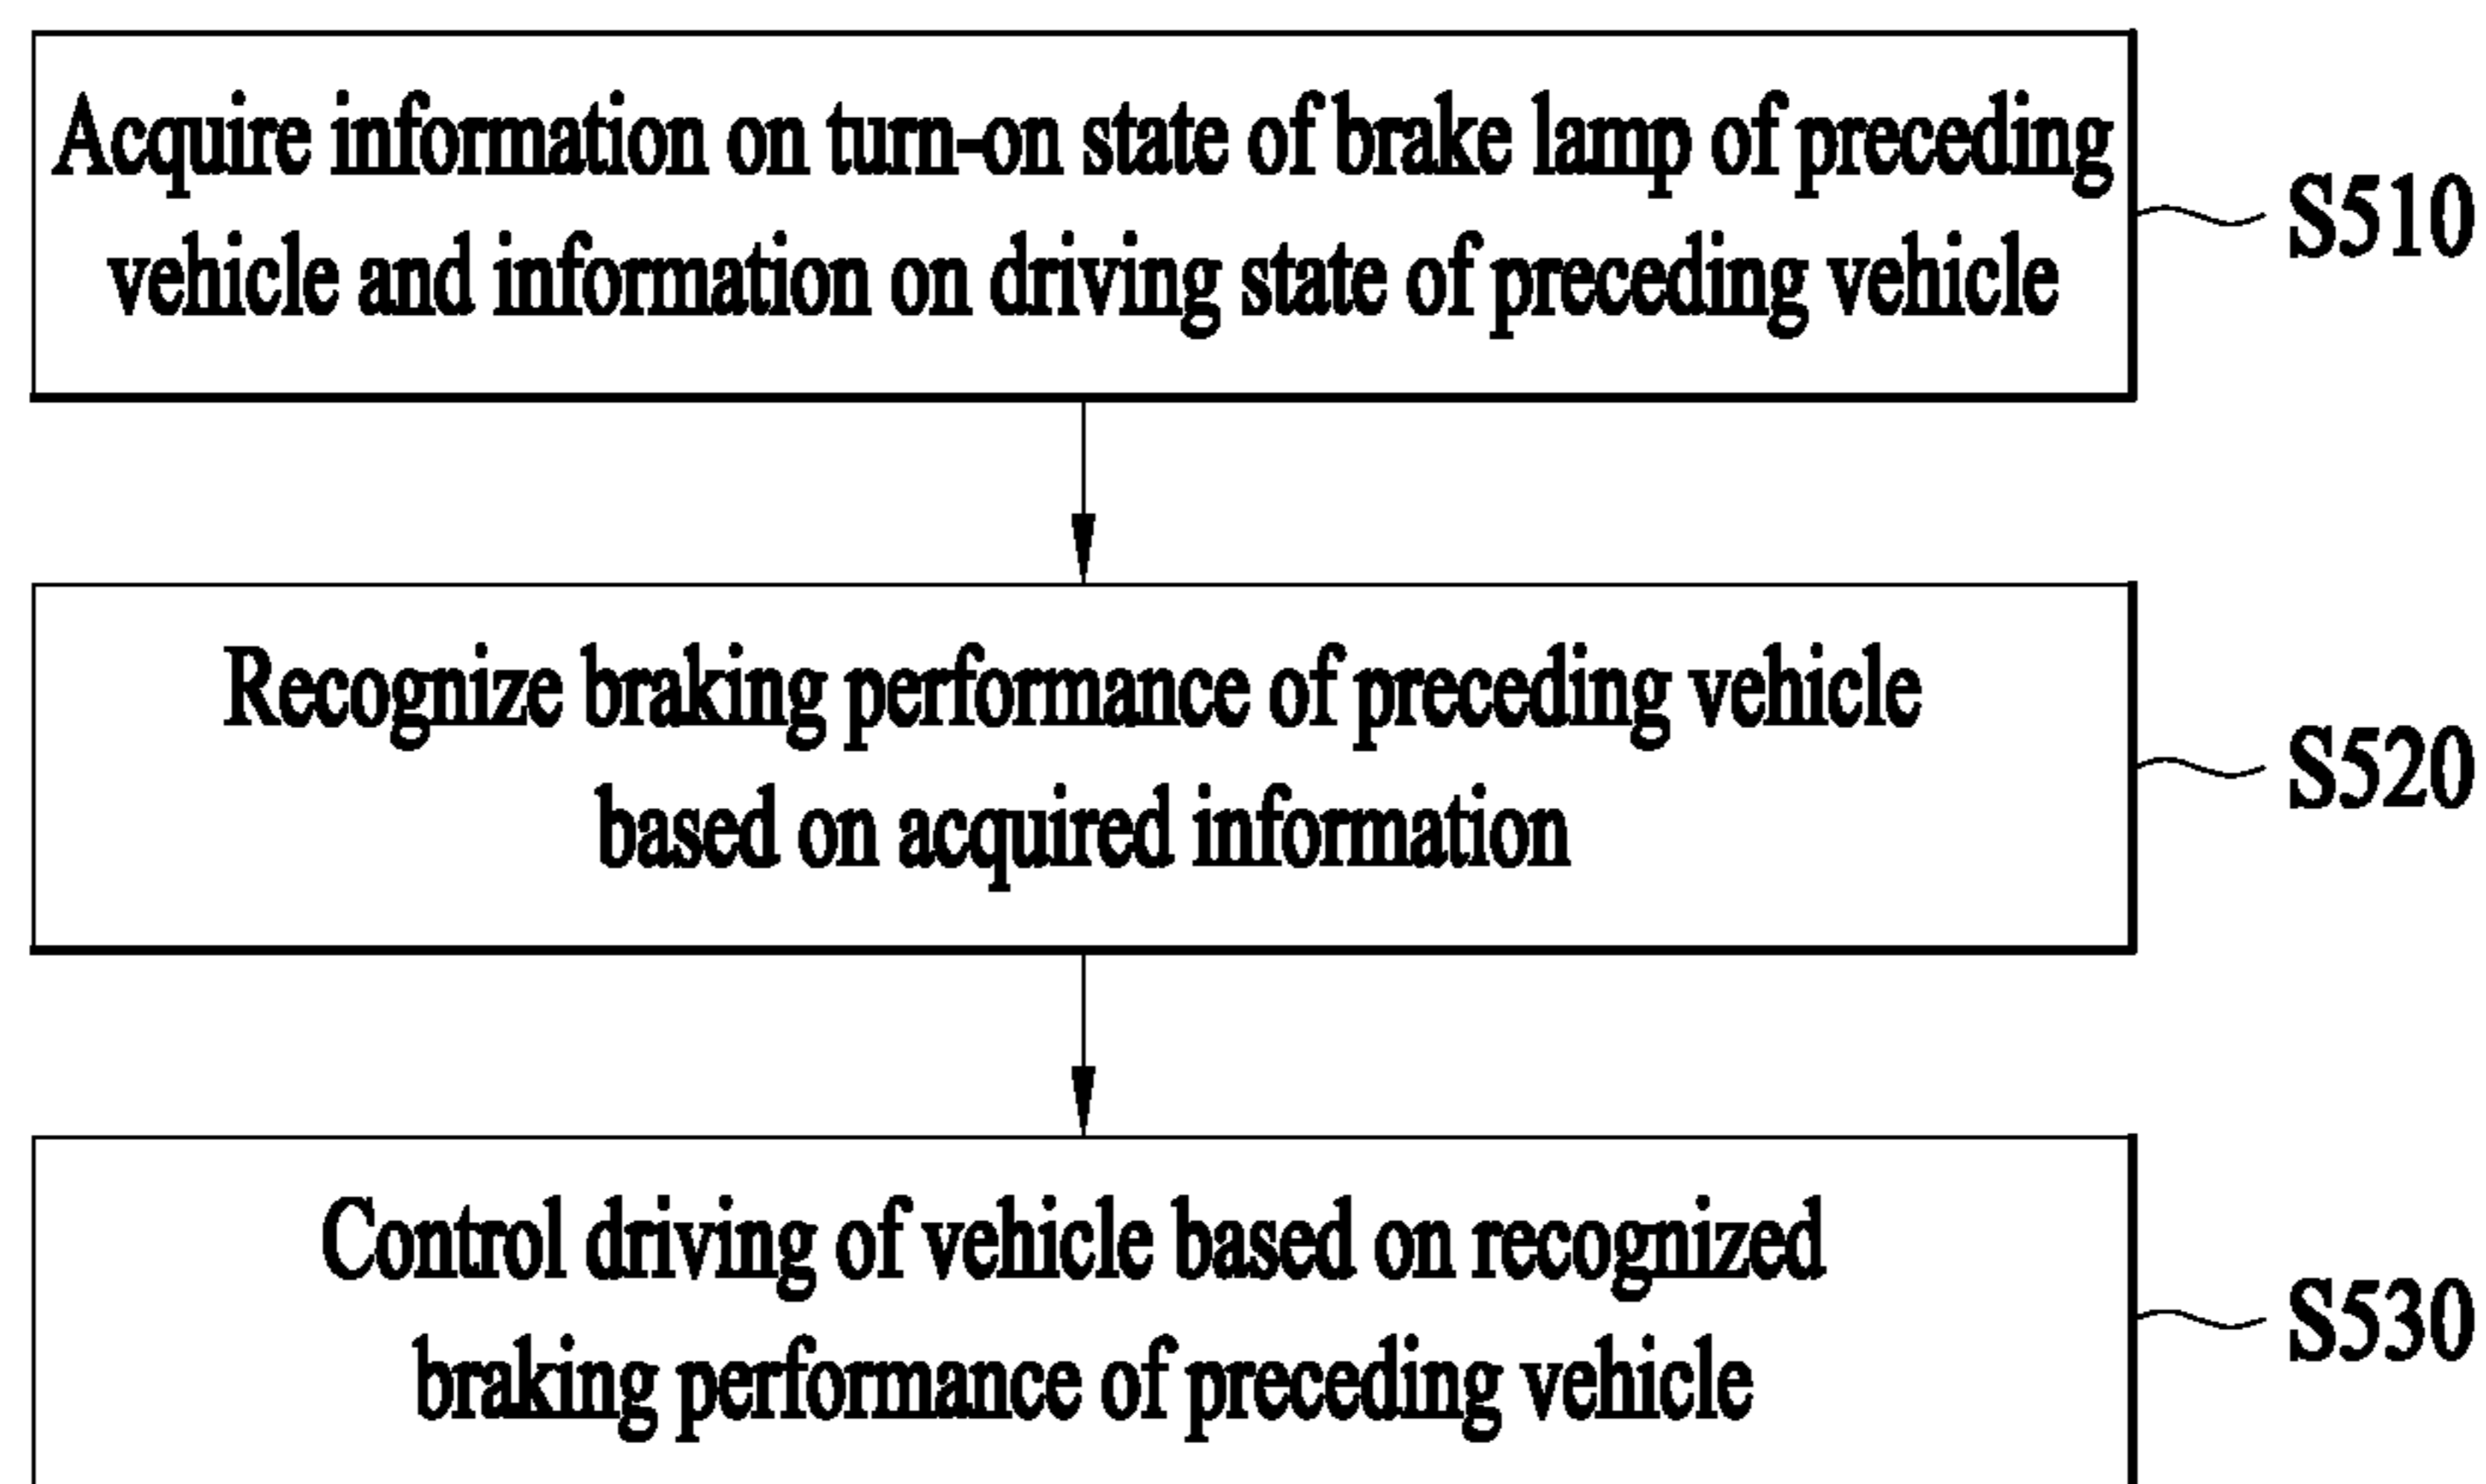 Acquire information on turn-on state of brake lamp of preceding
vehicle and information on driving state of preceding vehicle
S510
Recognize braking performance of preceding vehicle
based on acquired information
S520
Control driving of vehicle based on recognized
braking performance of preceding vehicle
S530